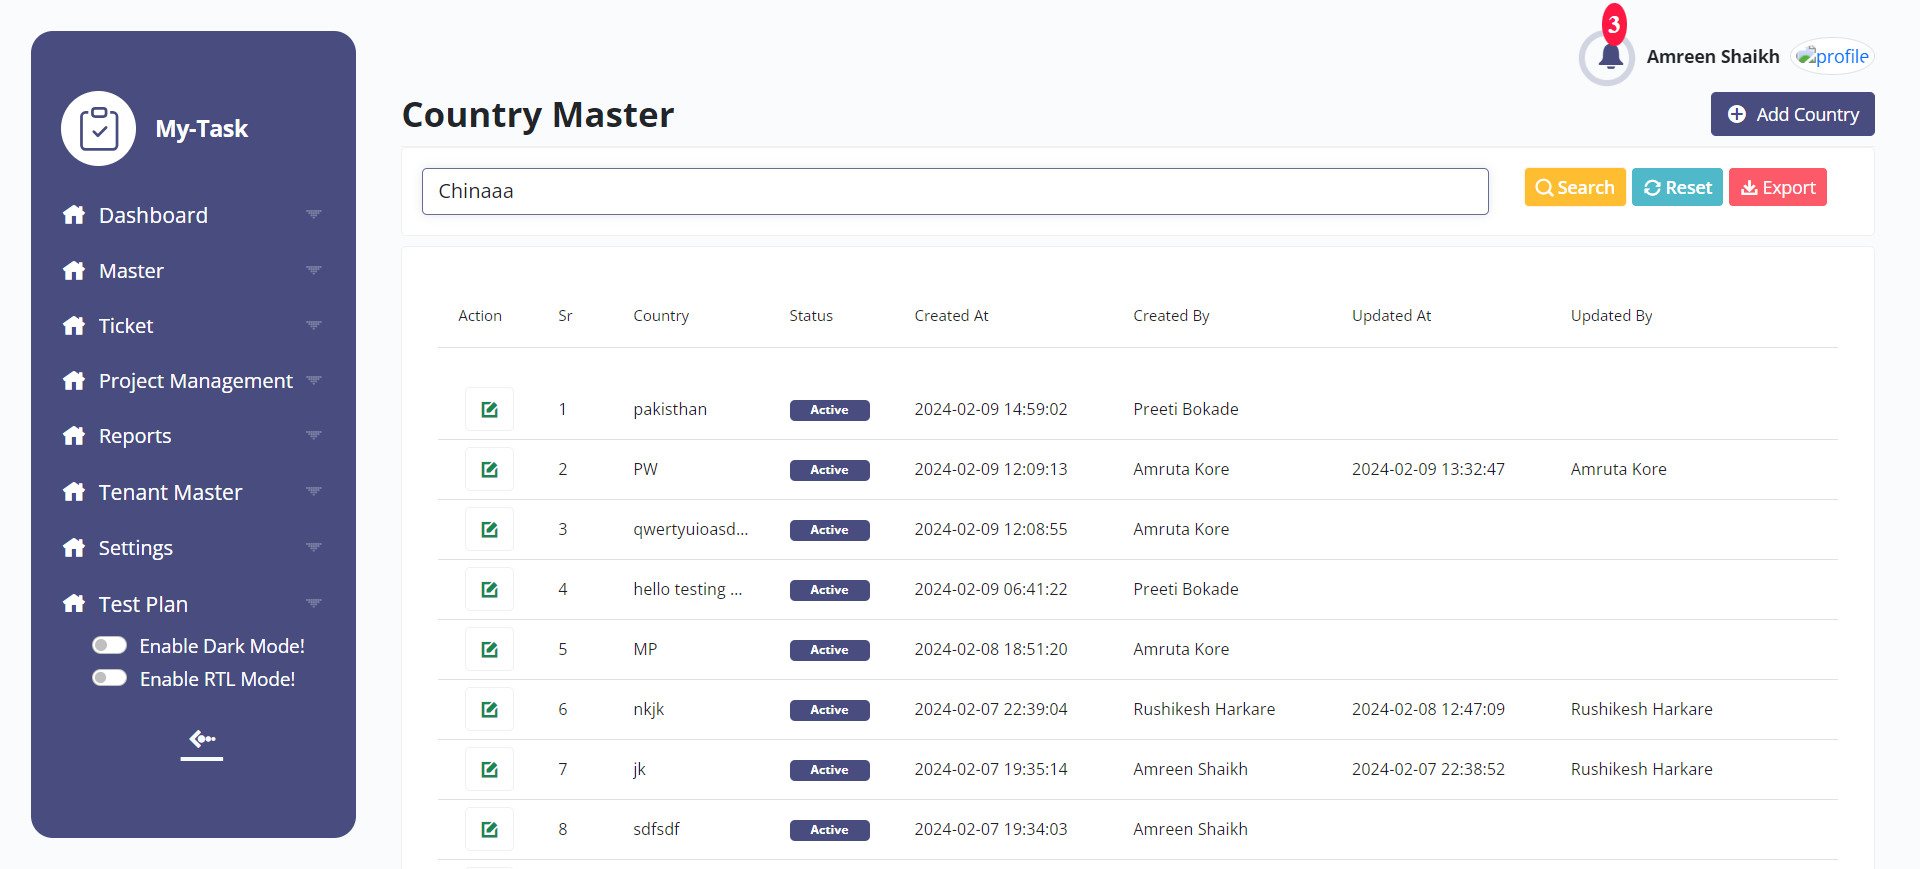 3
Amreen Shaikh profile
My-Task
Country Master
Add Country
Chinaaa
Search Reset Export
Dashboard
Master
Ticket
Project Management
Reports
Tenant Master
Settings
Test Plan
Enable Dark Mode!
Enable RTL Mode!
Action Sr Country Status Created At Created By Updated At Updated By
1 pakisthan Active 2024-02-09 14:59:02 Preeti Bokade
2 PW Active 2024-02-09 12:09:13 Amruta Kore 2024-02-09 13:32:47 Amruta Kore
3 qwertyuioasd... Active 2024-02-09 12:08:55 Amruta Kore
4 hello testing ... Active 2024-02-09 06:41:22 Preeti Bokade
5 MP Active 2024-02-08 18:51:20 Amruta Kore
6 nkjk Active 2024-02-07 22:39:04 Rushikesh Harkare 2024-02-08 12:47:09 Rushikesh Harkare
7 jk Active 2024-02-07 19:35:14 Amreen Shaikh 2024-02-07 22:38:52 Rushikesh Harkare
8 sdfsdf Active 2024-02-07 19:34:03 Amreen Shaikh